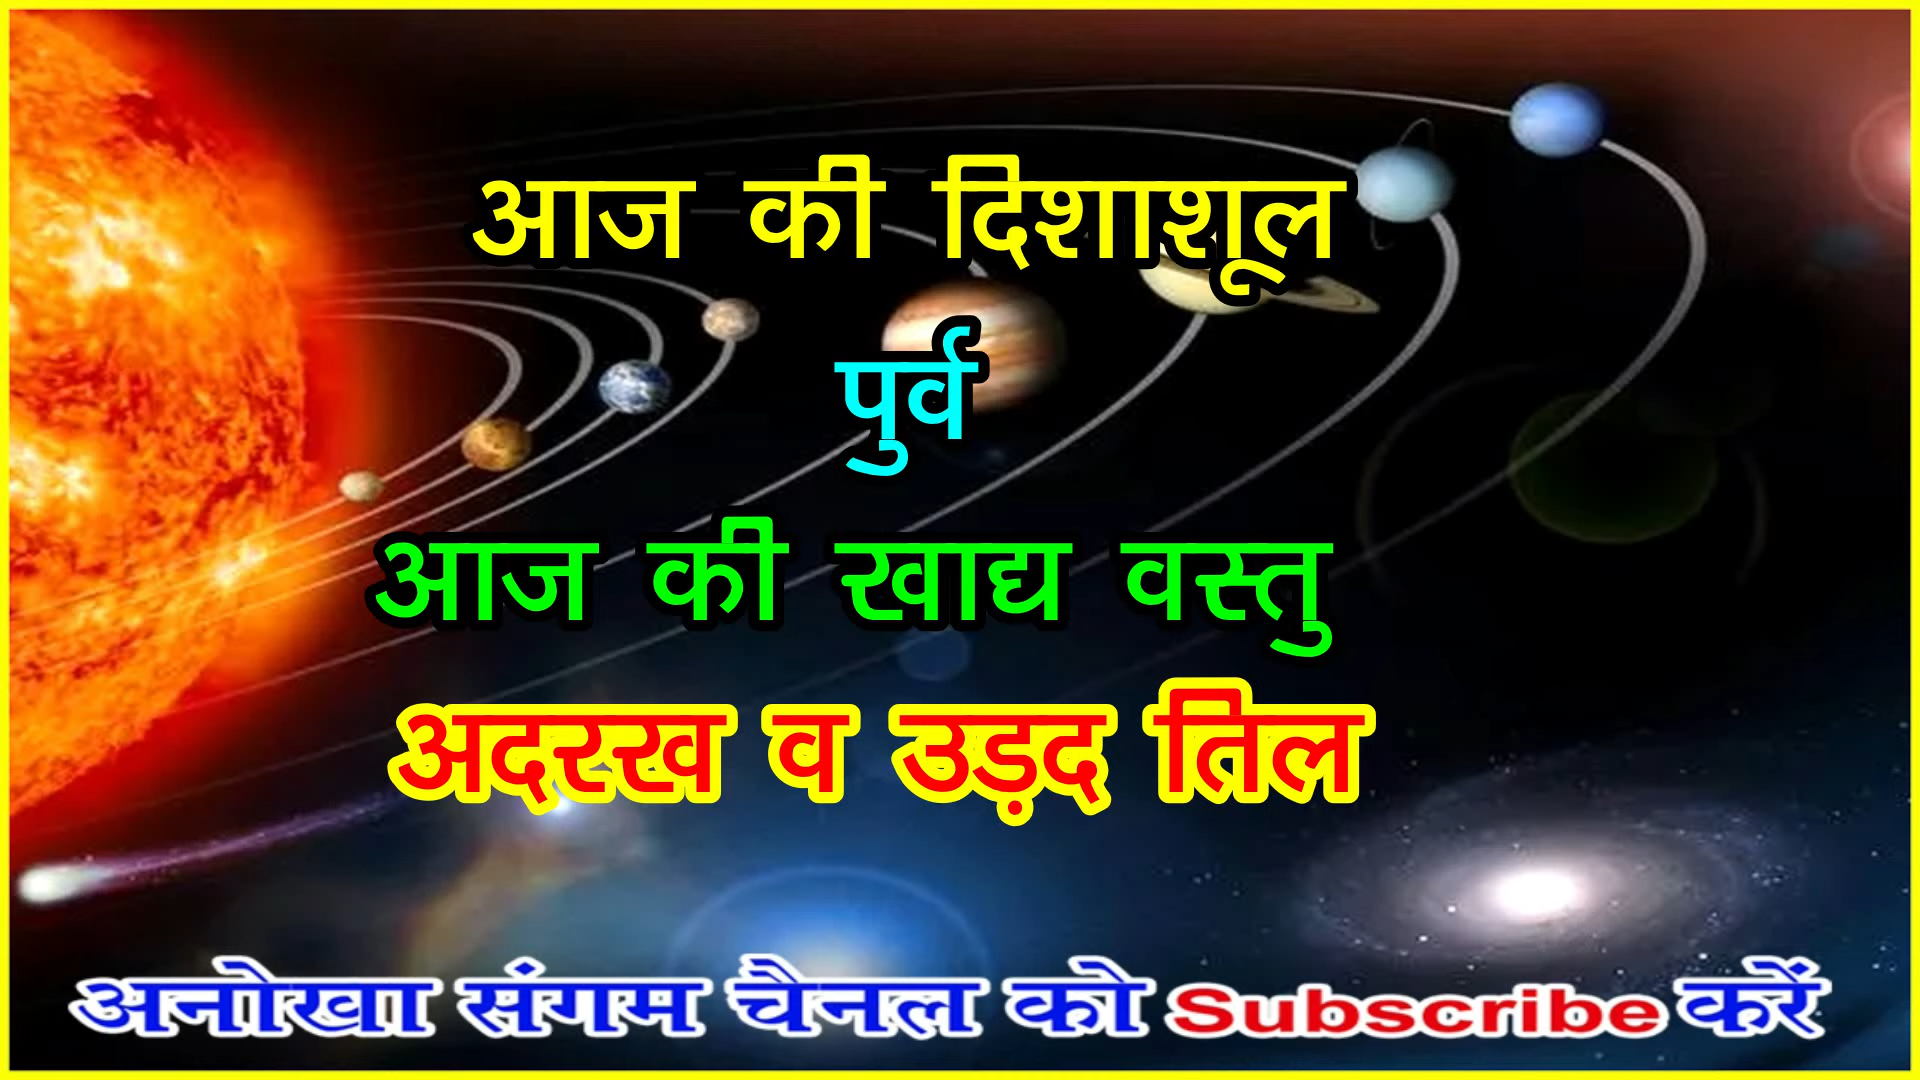 आज की दिशाशूल
पुर्व
आज की खाद्य वस्तु
अदरख व उड़द तिल
अनोखा संगम चैनल को Subscribe करें